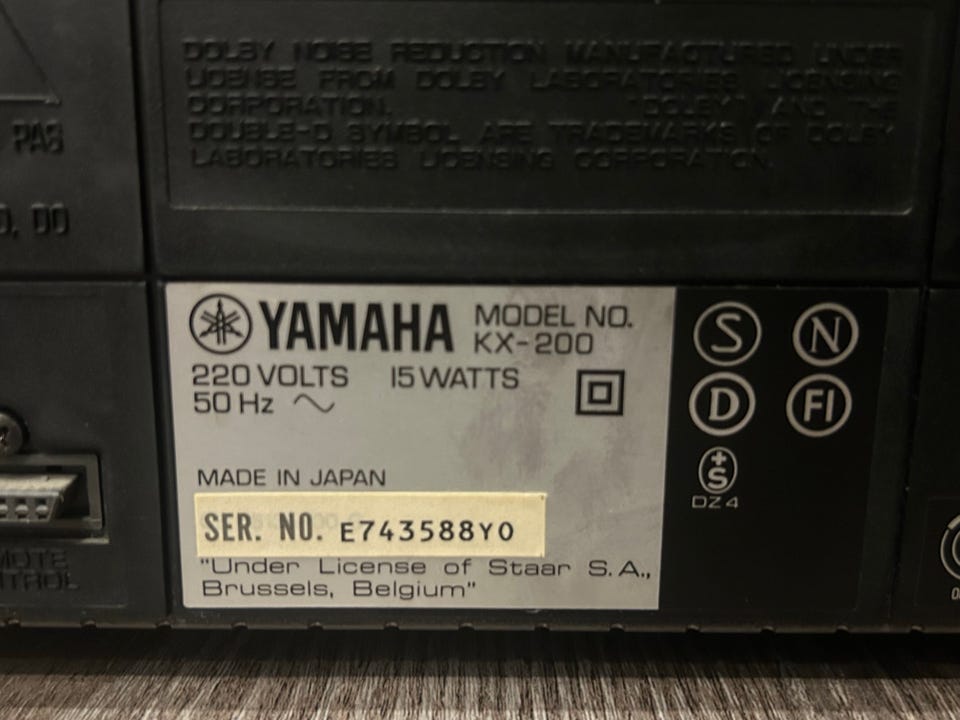 DOLBY NOISE REDUCTION MANUFACTURED UNDER
LICENSE FROM DOLBY LABORATORIES LICENSING
CORPORATION. "DOLBY" AND THE
DOUBLE-D SYMBOL ARE TRADEMARKS OF DOLBY
LABORATORIES LICENSING CORPORATION.
PAS
YAMAHA MODEL NO.
KX-200
220 VOLTS 15 WATTS
50 Hz
MADE IN JAPAN
SER. NO. E743588Y0
"Under License of Staar S.A.,
Brussels, Belgium"
S N
D FI
+S
DZ 4